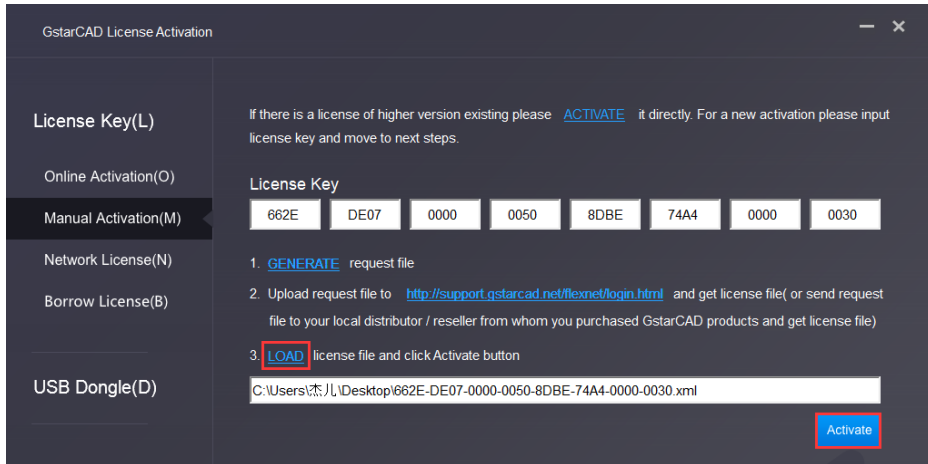 GstarCAD License Activation
License Key(L)
Online Activation(O)
Manual Activation(M)
Network License(N)
Borrow License(B)
USB Dongle(D)
If there is a license of higher version existing please ACTIVATE it directly. For a new activation please input
license key and move to next steps.
License Key
662E DE07 0000 0050 8DBE 74A4 0000 0030
1. GENERATE request file
2. Upload request file to http://support.gstarcad.net/flexnet/login.html and get license file( or send request
file to your local distributor / reseller from whom you purchased GstarCAD products and get license file)
3. LOAD license file and click Activate button
C:\Users\杰儿\Desktop\662E-DE07-0000-0050-8DBE-74A4-0000-0030.xml
Activate